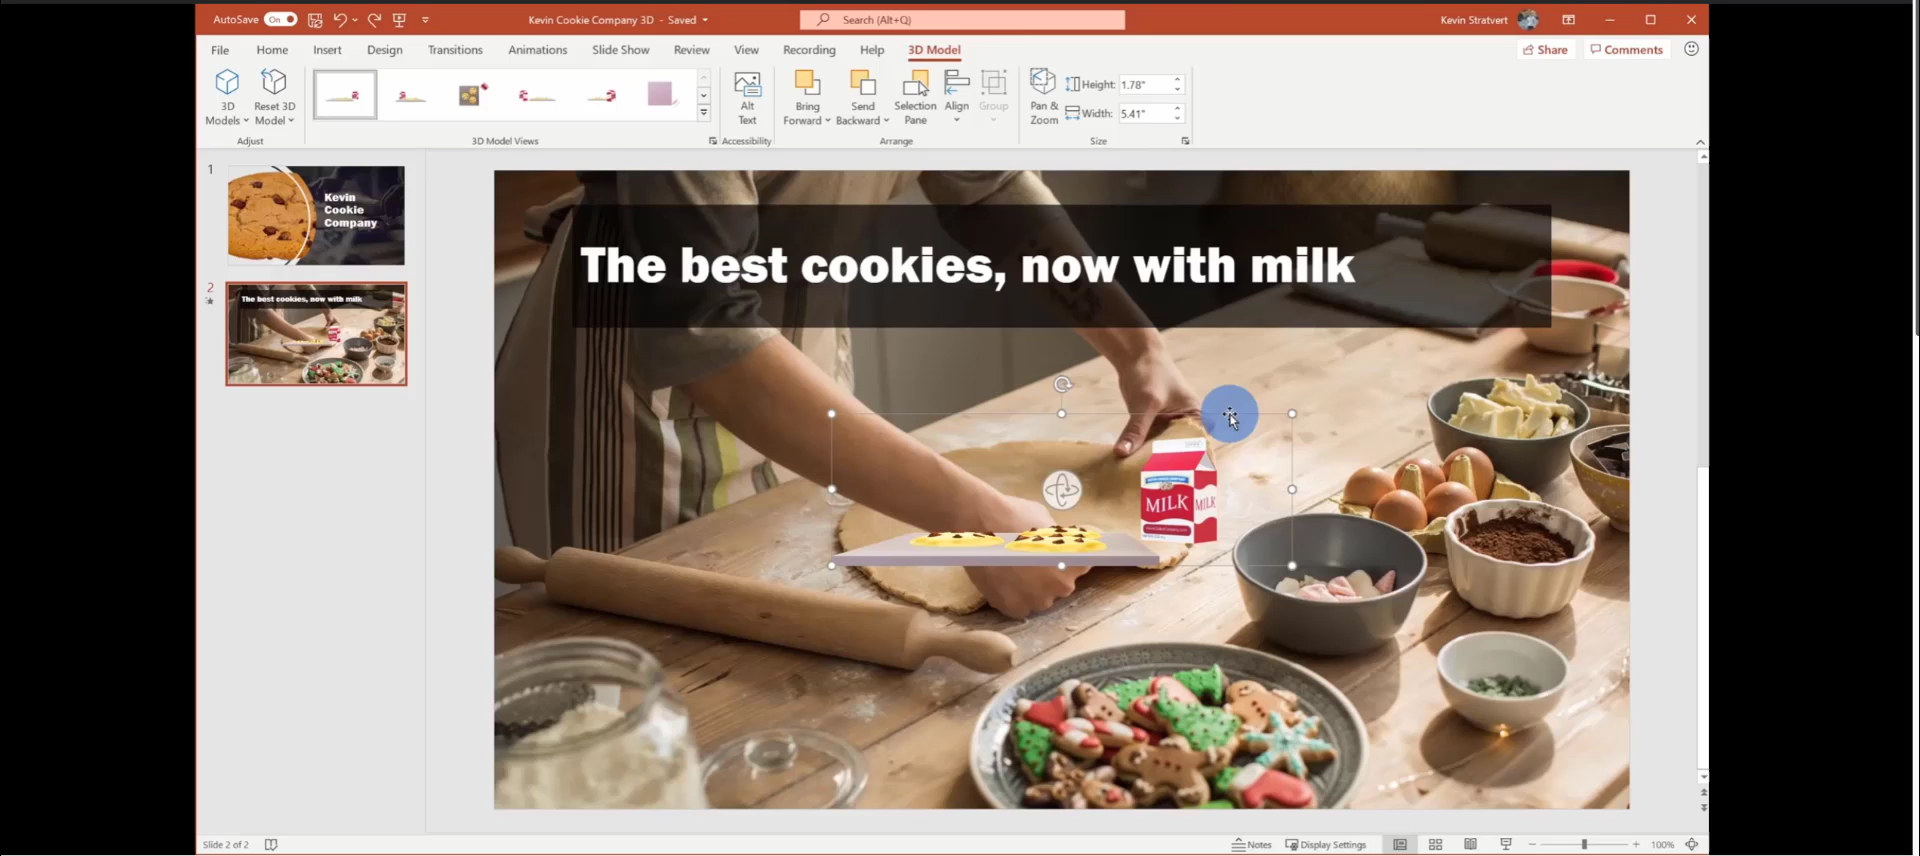 AutoSave On
Kevin Cookie Company 3D - Saved
Search (Alt+Q)
Kevin Stratvert
File Home Insert Design Transitions Animations Slide Show Review View Recording Help 3D Model
Share
Comments
3D
Models
Reset 3D
Model
Adjust
3D Model Views
Alt
Text
Accessibility
Bring
Forward
Send
Backward
Selection
Pane
Align
Group
Arrange
Pan &
Zoom
Height: 1.78"
Width: 5.41"
Size
1
Kevin
Cookie
Company
2
The best cookies, now with milk
The best cookies, now with milk
MILK
MILK
Slide 2 of 2
Notes
Display Settings
100%